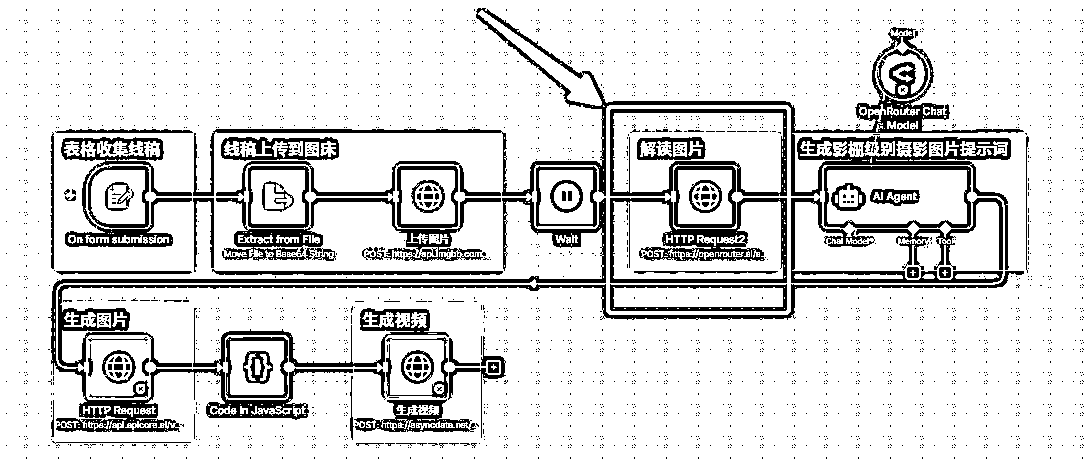 Model
OpenRouter Chat
Model
表格收集线稿
线稿上传到图床
解读图片
生成影棚级别摄影图片提示词
AI Agent
On form submission
Extract from File
Move File to Base64 String
上传图片
POST: https://api.imgbb.com...
Wait
HTTP Request2
POST: https://openrouter.ai/a...
Chat Model*
Memory
Tool
生成图片
生成视频
HTTP Request
POST: https://api.apicore.ai/v...
Code in JavaScript
生成视频
POST: https://asyncdata.net/...